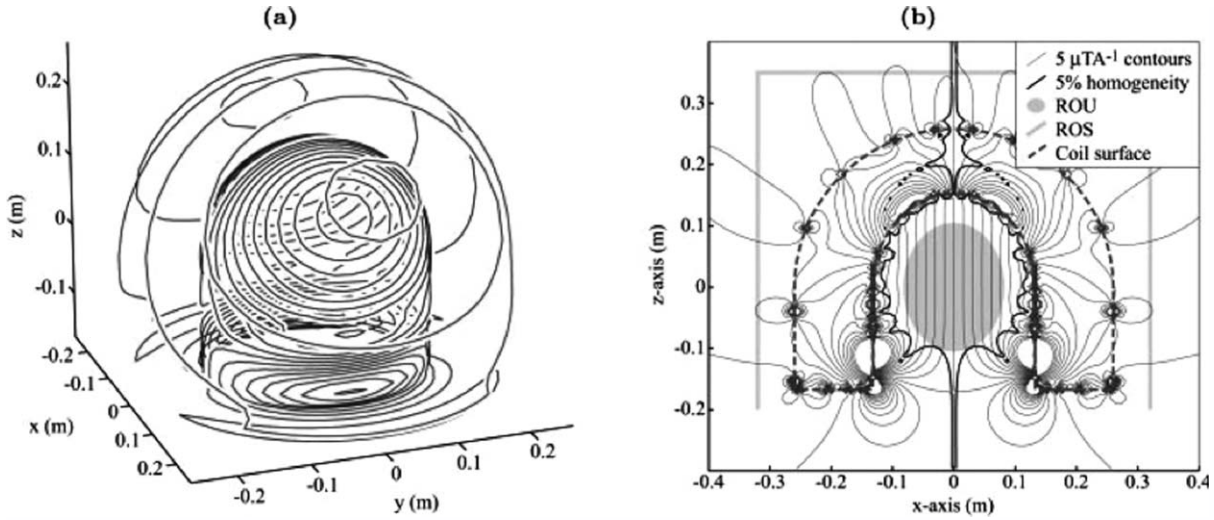 (a)
0.2
0.1
0
-0.1
z (m)
-0.2
-0.1
0
0.1
0.2
x (m)
-0.2
-0.1
0
0.1
0.2
y (m)
(b)
5 μTA⁻¹ contours
5% homogeneity
ROU
ROS
Coil surface
0.3
0.2
0.1
0
-0.1
-0.2
z-axis (m)
-0.4 -0.3 -0.2 -0.1 0 0.1 0.2 0.3 0.4
x-axis (m)